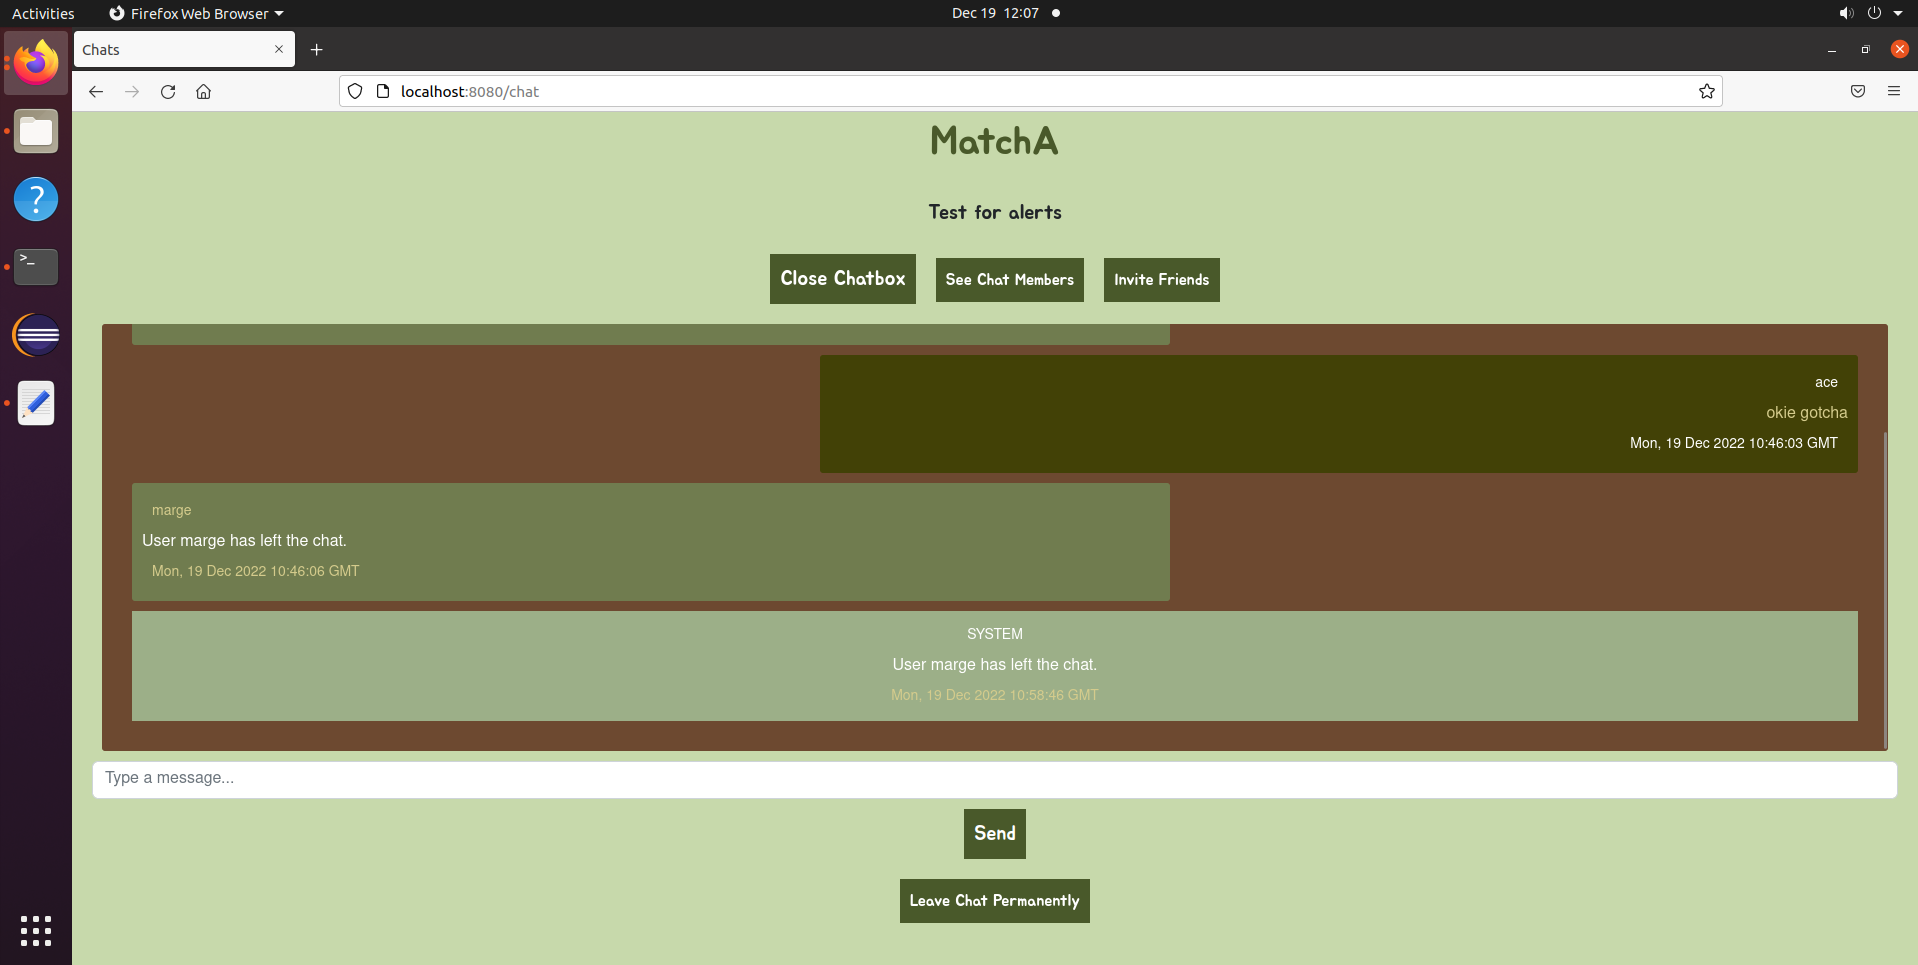 Activities
Firefox Web Browser
Dec 19 12:07
Chats
localhost:8080/chat
MatchA
Test for alerts
Close Chatbox
See Chat Members
Invite Friends
ace
okie gotcha
Mon, 19 Dec 2022 10:46:03 GMT
marge
User marge has left the chat.
Mon, 19 Dec 2022 10:46:06 GMT
SYSTEM
User marge has left the chat.
Mon, 19 Dec 2022 10:58:46 GMT
Type a message...
Send
Leave Chat Permanently